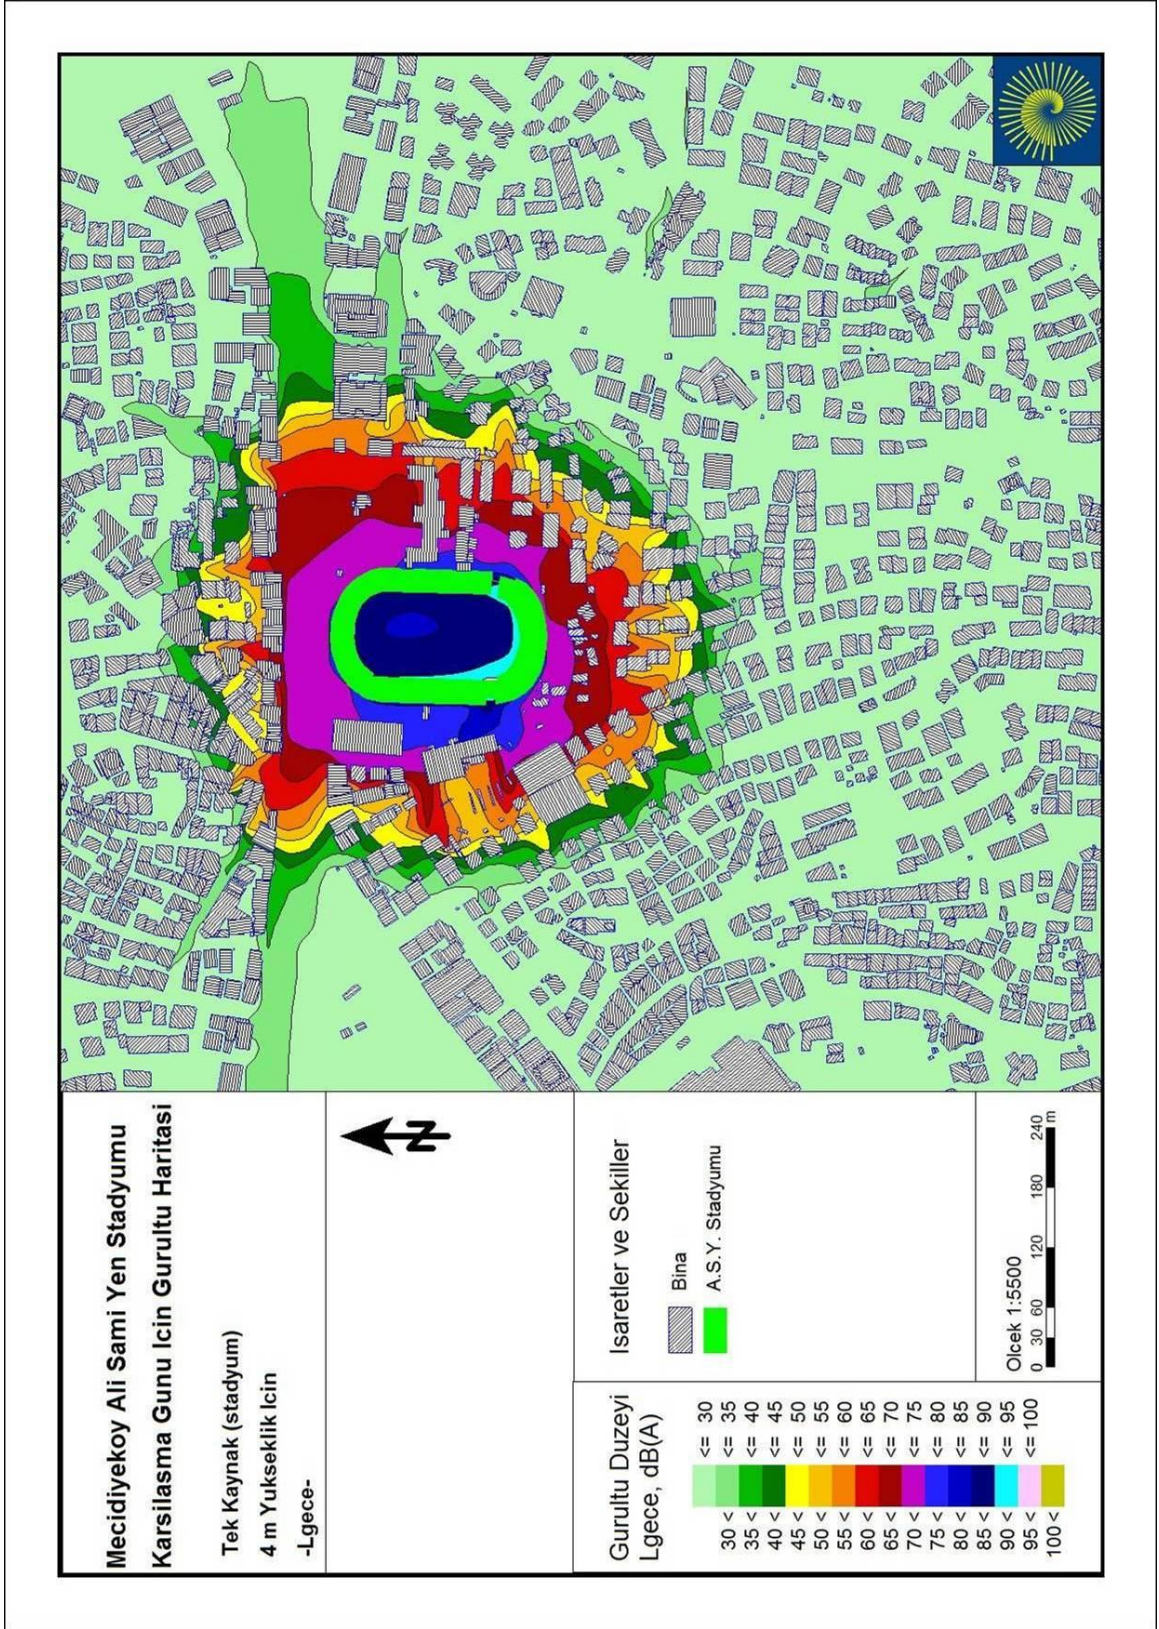 Mecidiyekoy Ali Sami Yen Stadyumu
Karsilasma Gunu Icin Gurultu Haritasi
Tek Kaynak (stadyum)
4 m Yukseklik Icin
-Lgece-
N
Gurultu Duzeyi
Lgece, dB(A)
<= 30
30 < <= 35
35 < <= 40
40 < <= 45
45 < <= 50
50 < <= 55
55 < <= 60
60 < <= 65
65 < <= 70
70 < <= 75
75 < <= 80
80 < <= 85
85 < <= 90
90 < <= 95
95 < <= 100
100 <
Isaretler ve Sekiller
Bina
A.S.Y. Stadyumu
Olcek 1:5500
0 30 60 120 180 240
m